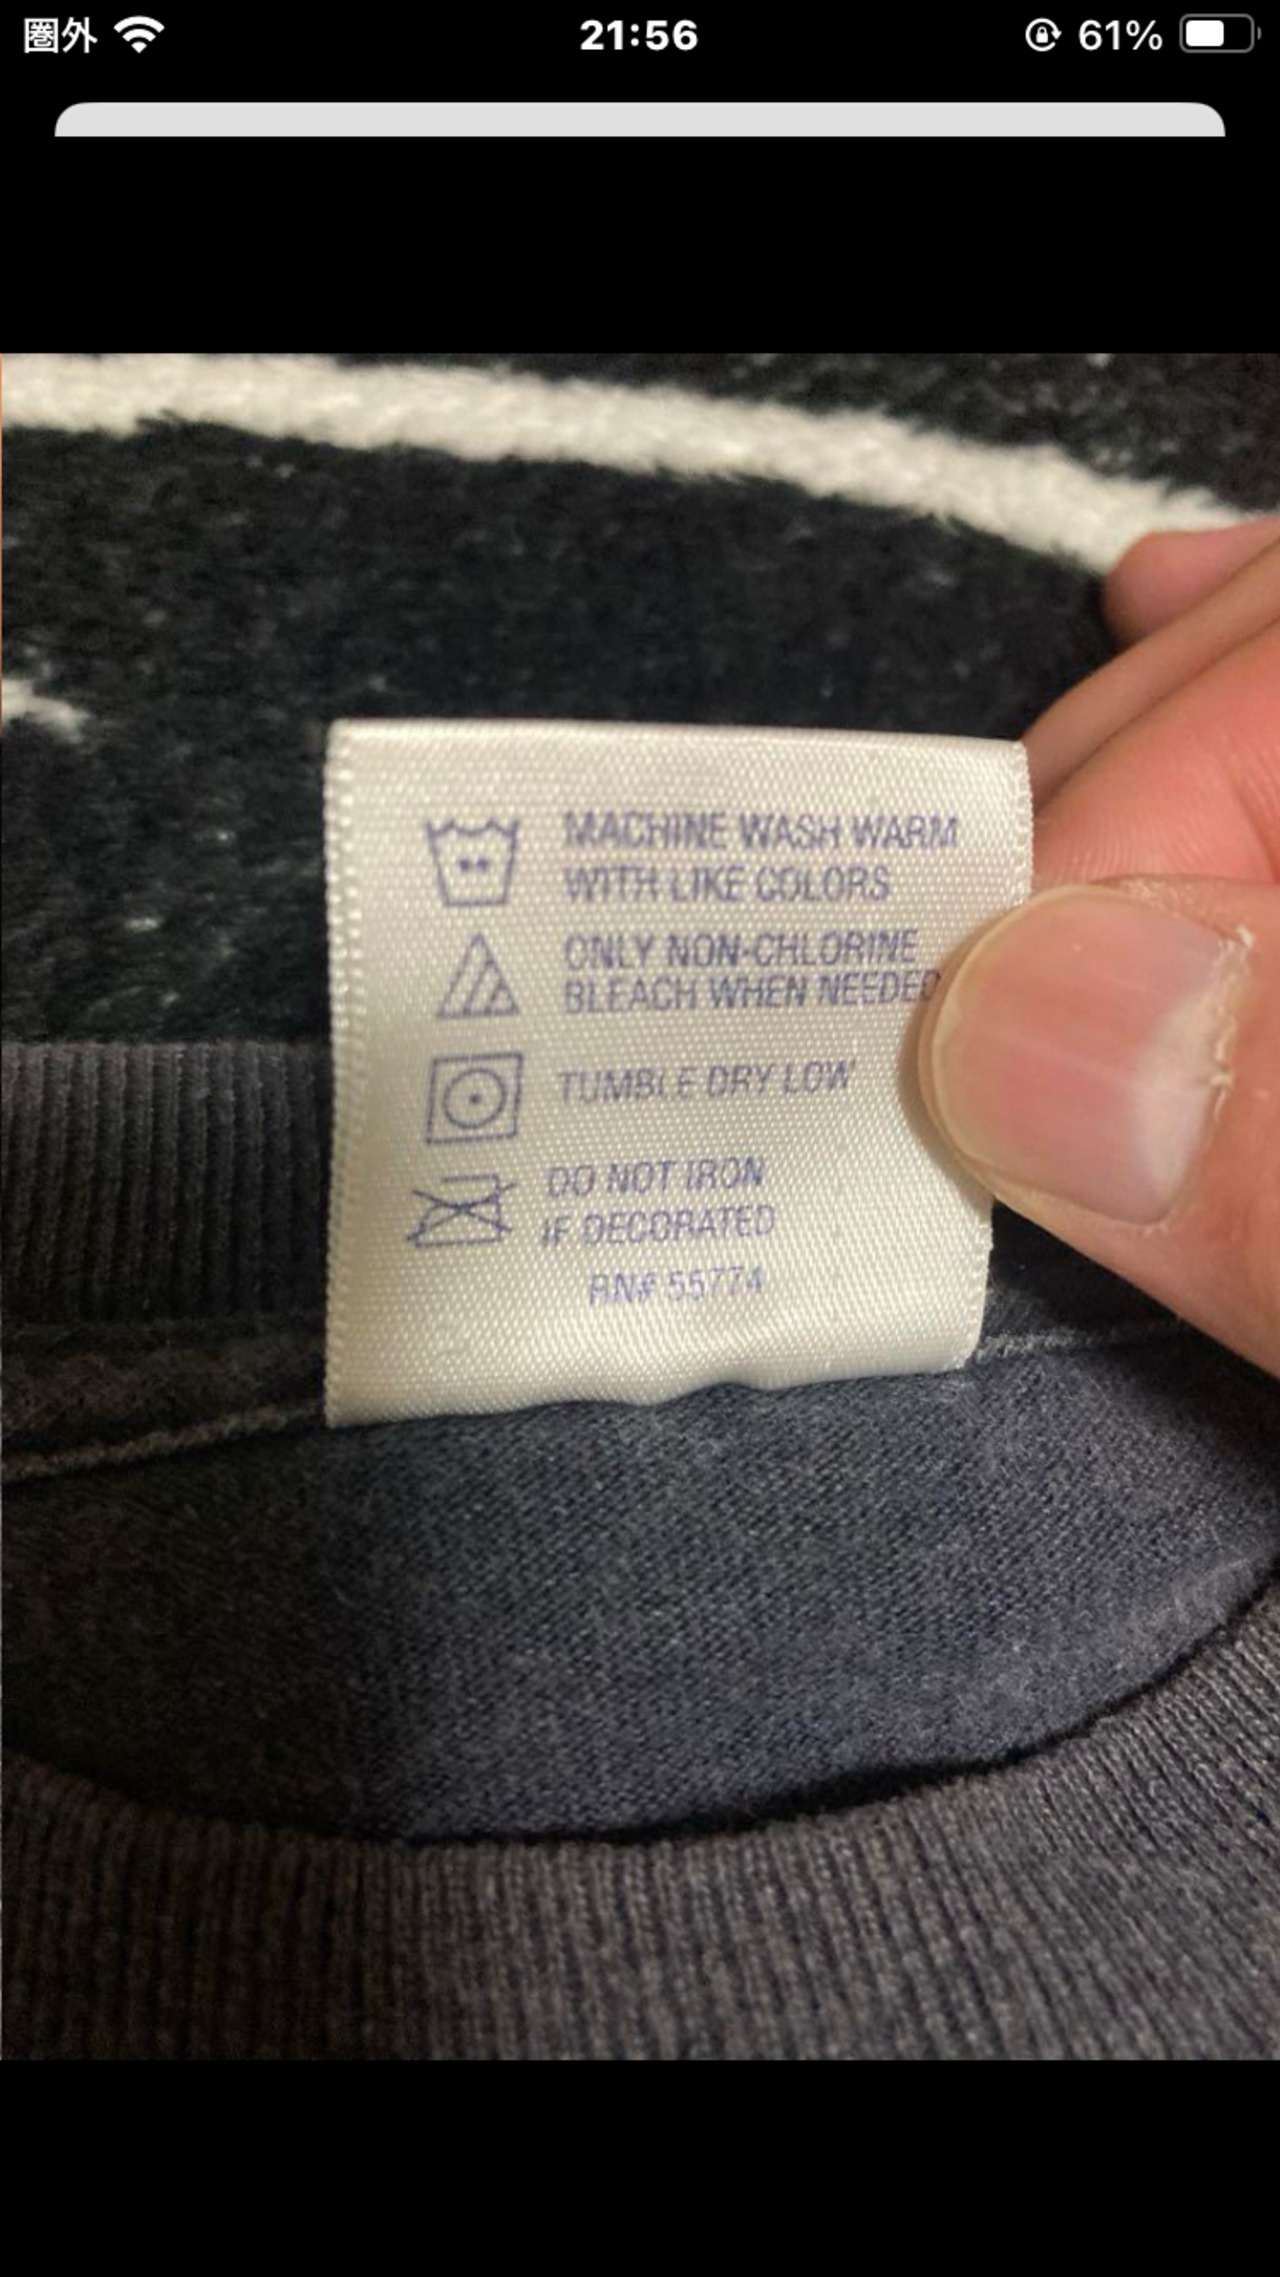 圏外 21:56 61%
MACHINE WASH WARM
WITH LIKE COLORS
ONLY NON-CHLORINE
BLEACH WHEN NEEDED
TUMBLE DRY LOW
DO NOT IRON
IF DECORATED
RN# 55774